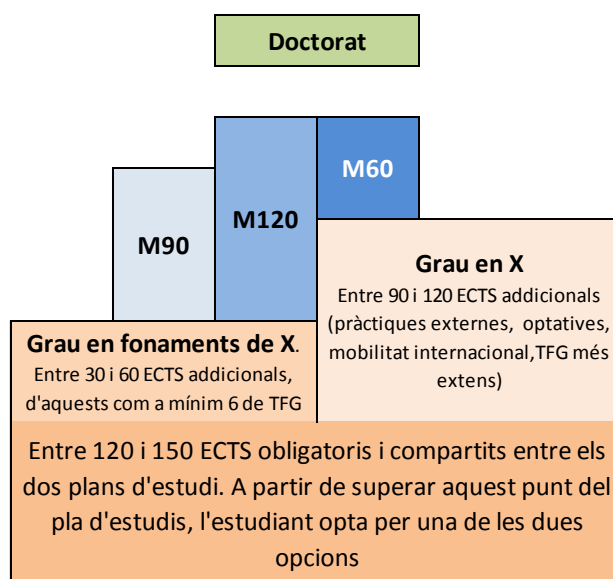 Doctorat
M60
M120
M90
Grau en X
Entre 90 i 120 ECTS addicionals
(pràctiques externes, optatives,
mobilitat internacional,TFG més
extens)
Grau en fonaments de X.
Entre 30 i 60 ECTS addicionals,
d'aquests com a mínim 6 de TFG
Entre 120 i 150 ECTS obligatoris i compartits entre els
dos plans d'estudi. A partir de superar aquest punt del
pla d'estudis, l'estudiant opta per una de les dues
opcions